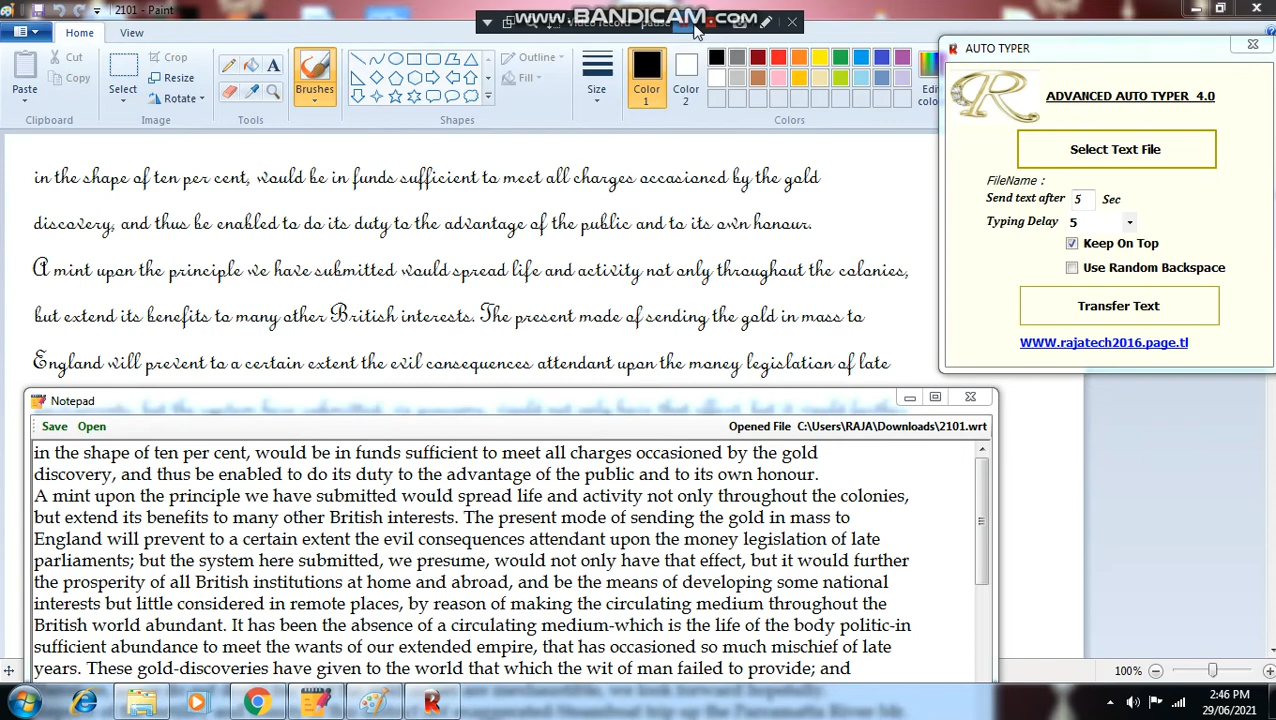 2101 - Paint
WWW.BANDICAM.COM
Home
View
Paste
Cut
Copy
Clipboard
Select
Crop
Resize
Rotate
Image
Tools
Brushes
Outline
Fill
Shapes
Size
Color 1
Color 2
Colors
in the shape of ten per cent, would be in funds sufficient to meet all charges occasioned by the gold
discovery, and thus be enabled to do its duty to the advantage of the public and to its own honour.
A mint upon the principle we have submitted would spread life and activity not only throughout the colonies,
but extend its benefits to many other British interests. The present mode of sending the gold in mass to
England will prevent to a certain extent the evil consequences attendant upon the money legislation of late
AUTO TYPER
ADVANCED AUTO TYPER 4.0
Select Text File
FileName :
Send text after 5 Sec
Typing Delay 5
Keep On Top
Use Random Backspace
Transfer Text
WWW.rajatech2016.page.tl
Notepad
Save Open Opened File C:\Users\RAJA\Downloads\2101.wrt
in the shape of ten per cent, would be in funds sufficient to meet all charges occasioned by the gold
discovery, and thus be enabled to do its duty to the advantage of the public and to its own honour.
A mint upon the principle we have submitted would spread life and activity not only throughout the colonies,
but extend its benefits to many other British interests. The present mode of sending the gold in mass to
England will prevent to a certain extent the evil consequences attendant upon the money legislation of late
parliaments; but the system here submitted, we presume, would not only have that effect, but it would further
the prosperity of all British institutions at home and abroad, and be the means of developing some national
interests but little considered in remote places, by reason of making the circulating medium throughout the
British world abundant. It has been the absence of a circulating medium-which is the life of the body politic-in
sufficient abundance to meet the wants of our extended empire, that has occasioned so much mischief of late
years. These gold-discoveries have given to the world that which the wit of man failed to provide; and
100%
2:46 PM
29/06/2021